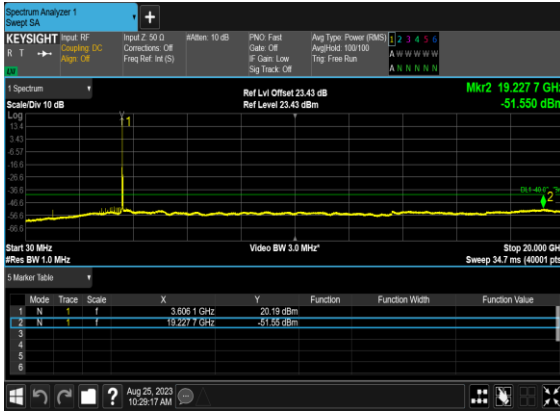 Spectrum Analyzer 1
Swept SA
+
KEYSIGHT Input: RF Input Z: 50 Ω #Atten: 10 dB PNO: Fast Avg Type: Power (RMS) 1 2 3 4 5 6
R T Coupling: DC Corrections: Off Gate: Off Avg|Hold: 100/100 A W W W W W
Align: Off Freq Ref: Int (S) IF Gain: Low Trig: Free Run
Sig Track: Off A N N N N N
1 Spectrum Ref Lvl Offset 23.43 dB Mkr2 19.227 7 GHz
Scale/Div 10 dB Ref Level 23.43 dBm -51.550 dBm
Log
13.4
3.43
-6.57
-16.6
-26.6
-36.6
-46.6
-56.6
-66.6
1
2
Start 30 MHz Video BW 3.0 MHz* Stop 20.000 GH
#Res BW 1.0 MHz Sweep 34.7 ms (40001 pts
5 Marker Table
Mode Trace Scale X Y Function Function Width Function Value
1 N 1 f 3.606 1 GHz 20.19 dBm
2 N 1 f 19.227 7 GHz -51.55 dBm
3
4
5
6
? Aug 25, 2023
10:29:17 AM